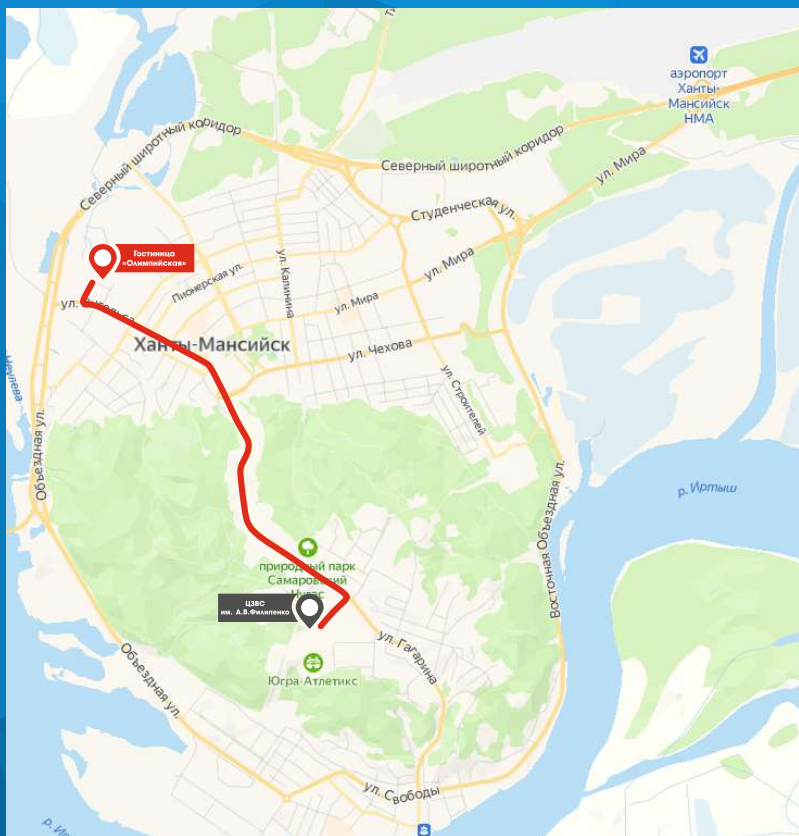 аэропорт
Ханты-
Мансийск
НМА
Северный широтный коридор
Северный широтный коридор
ул. Мира
Студенческая ул.
Гостиница
«Олимпийская»
ул. Калинина
Пионерская ул.
ул. Мира
ул. Мира
Ханты-Мансийск
ул. Чехова
ул. Строителей
Объездная ул.
Восточная Объездная ул.
р. Иртыш
природный парк
Самаровский
Чугас
ЦЗВС
им. А.В.Филипенко
ул. Гагарина
Югра Атлетикс
Объездная ул.
ул. Свободы